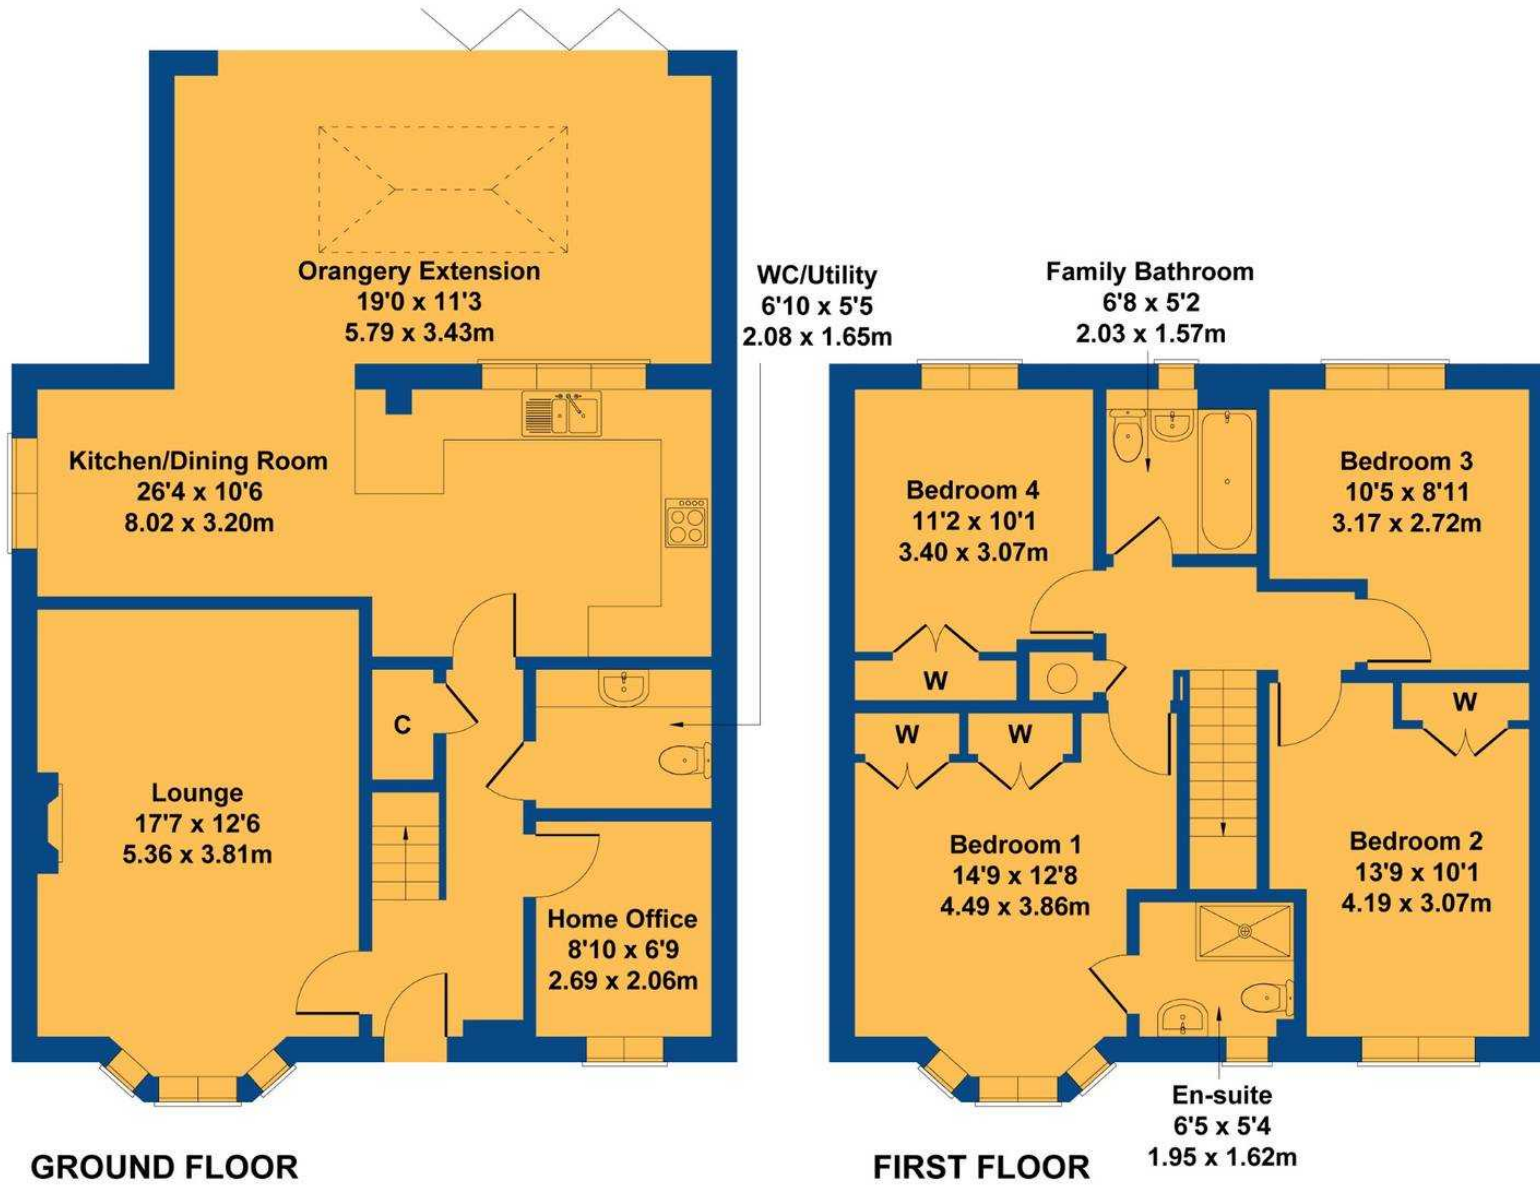 Orangery Extension
19'0 x 11'3
5.79 x 3.43m
WC/Utility
6'10 x 5'5
2.08 x 1.65m
Kitchen/Dining Room
26'4 x 10'6
8.02 x 3.20m
C
Lounge
17'7 x 12'6
5.36 x 3.81m
Home Office
8'10 x 6'9
2.69 x 2.06m
GROUND FLOOR
Family Bathroom
6'8 x 5'2
2.03 x 1.57m
Bedroom 4
11'2 x 10'1
3.40 x 3.07m
Bedroom 3
10'5 x 8'11
3.17 x 2.72m
W
W
W
W
Bedroom 1
14'9 x 12'8
4.49 x 3.86m
Bedroom 2
13'9 x 10'1
4.19 x 3.07m
En-suite
6'5 x 5'4
1.95 x 1.62m
FIRST FLOOR